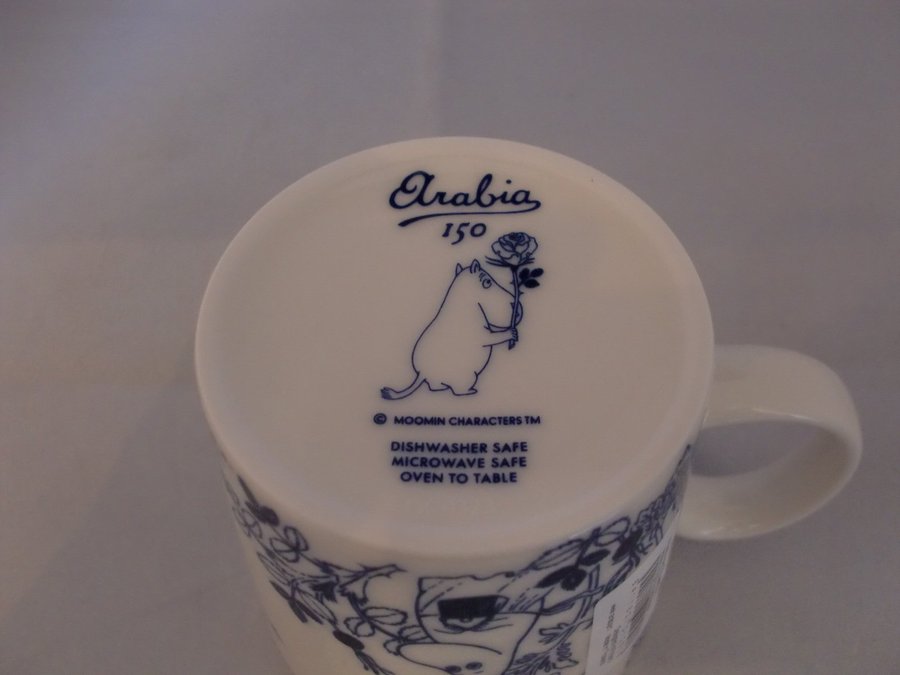 Arabia
150
© MOOMIN CHARACTERS TM
DISHWASHER SAFE
MICROWAVE SAFE
OVEN TO TABLE